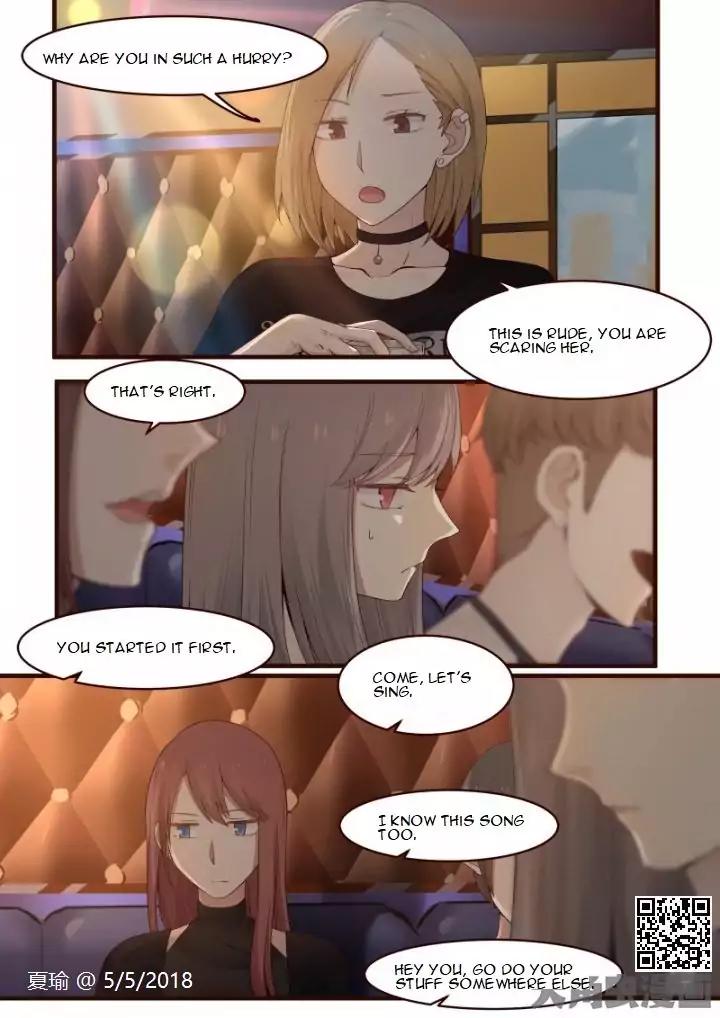 WHY ARE YOU IN SUCH A HURRY?
THIS IS RUDE, YOU ARE
SCARING HER.
THAT'S RIGHT.
YOU STARTED IT FIRST.
COME, LET'S
SING.
I KNOW THIS SONG
TOO.
HEY YOU, GO DO YOUR
STUFF SOMEWHERE ELSE.
夏瑜 @ 5/5/2018